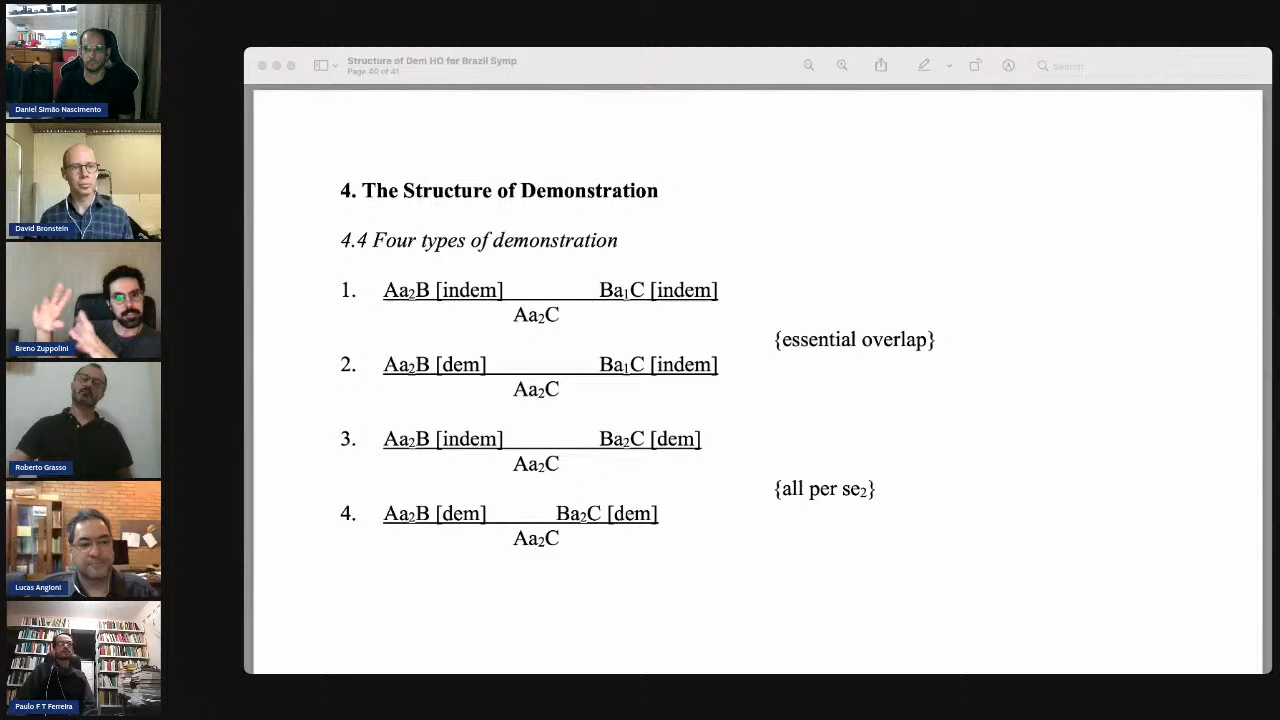 Daniel Simão Nascimento
David Bronstein
Breno Zuppolini
Roberto Grasso
Lucas Angioni
Paulo F T Ferreira
Structure of Dem HO for Brazil Symp
Page 40 of 41
Search
4. The Structure of Demonstration
4.4 Four types of demonstration
1. Aa₂B [indem] Ba₁C [indem]
Aa₂C
{essential overlap}
2. Aa₂B [dem] Ba₁C [indem]
Aa₂C
3. Aa₂B [indem] Ba₂C [dem]
Aa₂C
{all per se₂}
4. Aa₂B [dem] Ba₂C [dem]
Aa₂C